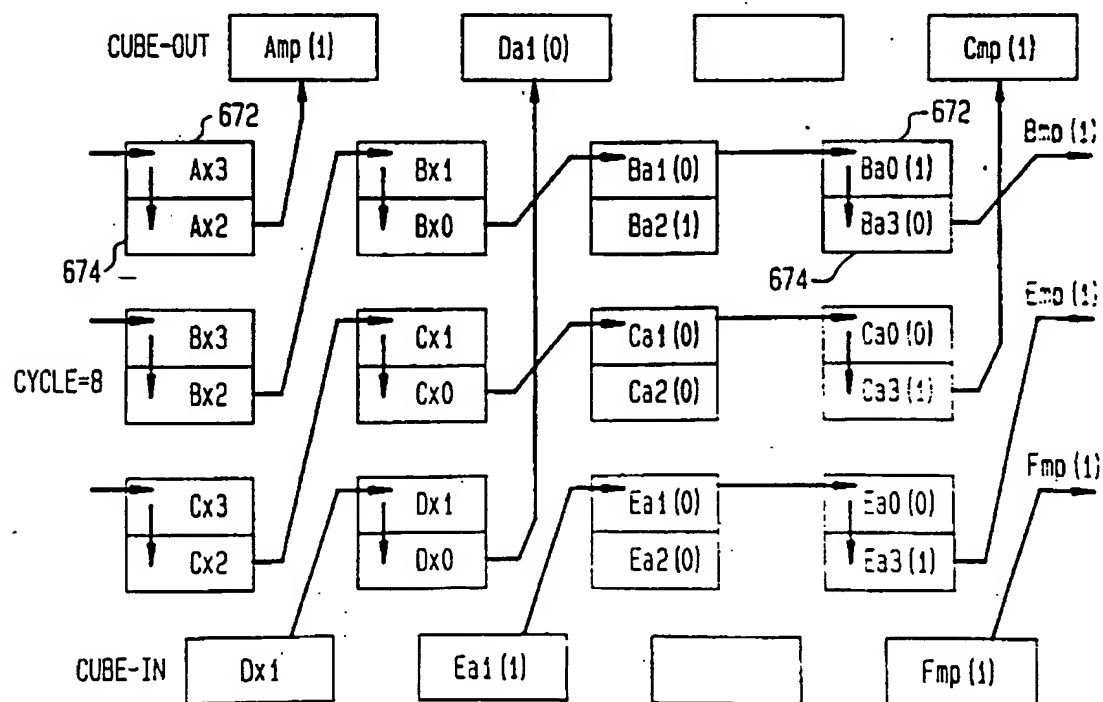 CUBE-OUT Amp (1) Da1 (0) Cmp (1)
672 672 Bmp (1)
Ax3 Bx1 Ba1 (0) Ba0 (1)
Ax2 Bx0 Ba2 (1) Ba3 (0)
674 674
Emp (1)
Bx3 Cx1 Ca1 (0) Ca0 (0)
CYCLE=8 Bx2 Cx0 Ca2 (0) Ca3 (1)
Fmp (1)
Cx3 Dx1 Ea1 (0) Ea0 (0)
Cx2 Dx0 Ea2 (0) Ea3 (1)
CUBE-IN Dx1 Ea1 (1) Fmp (1)